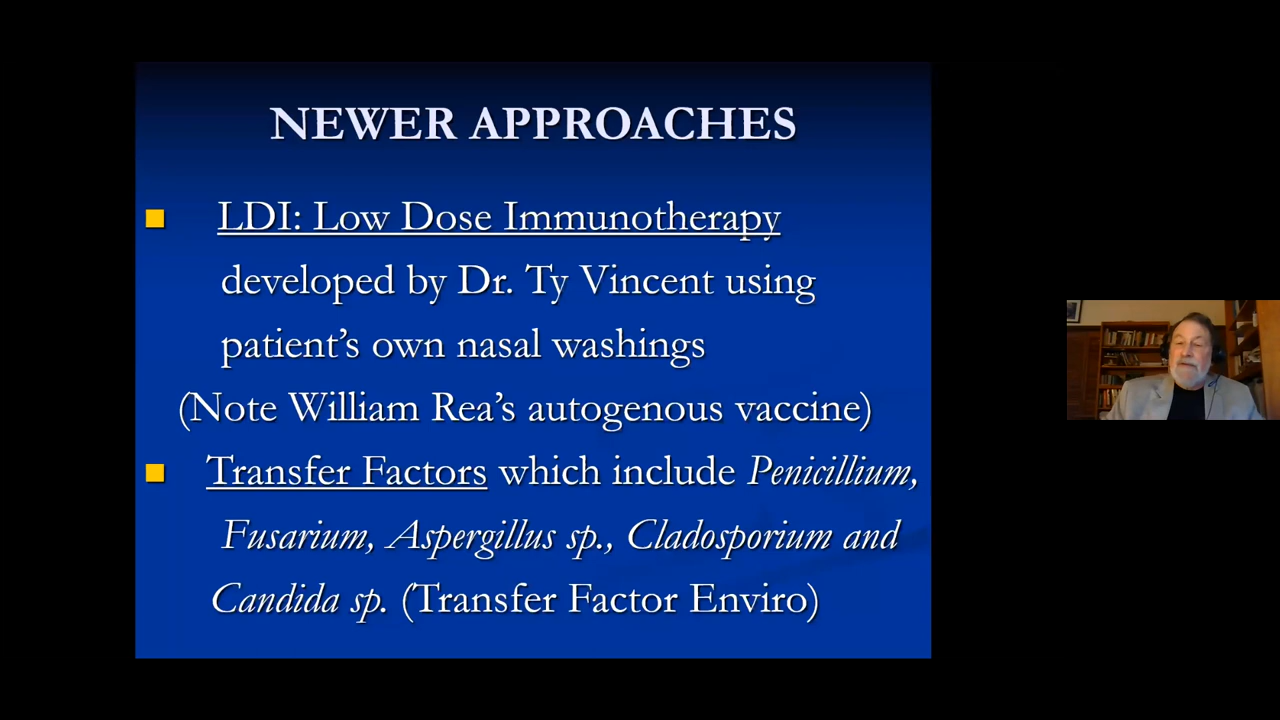 NEWER APPROACHES
LDI: Low Dose Immunotherapy
developed by Dr. Ty Vincent using
patient’s own nasal washings
(Note William Rea’s autogenous vaccine)
Transfer Factors which include Penicillium,
Fusarium, Aspergillus sp., Cladosporium and
Candida sp. (Transfer Factor Enviro)